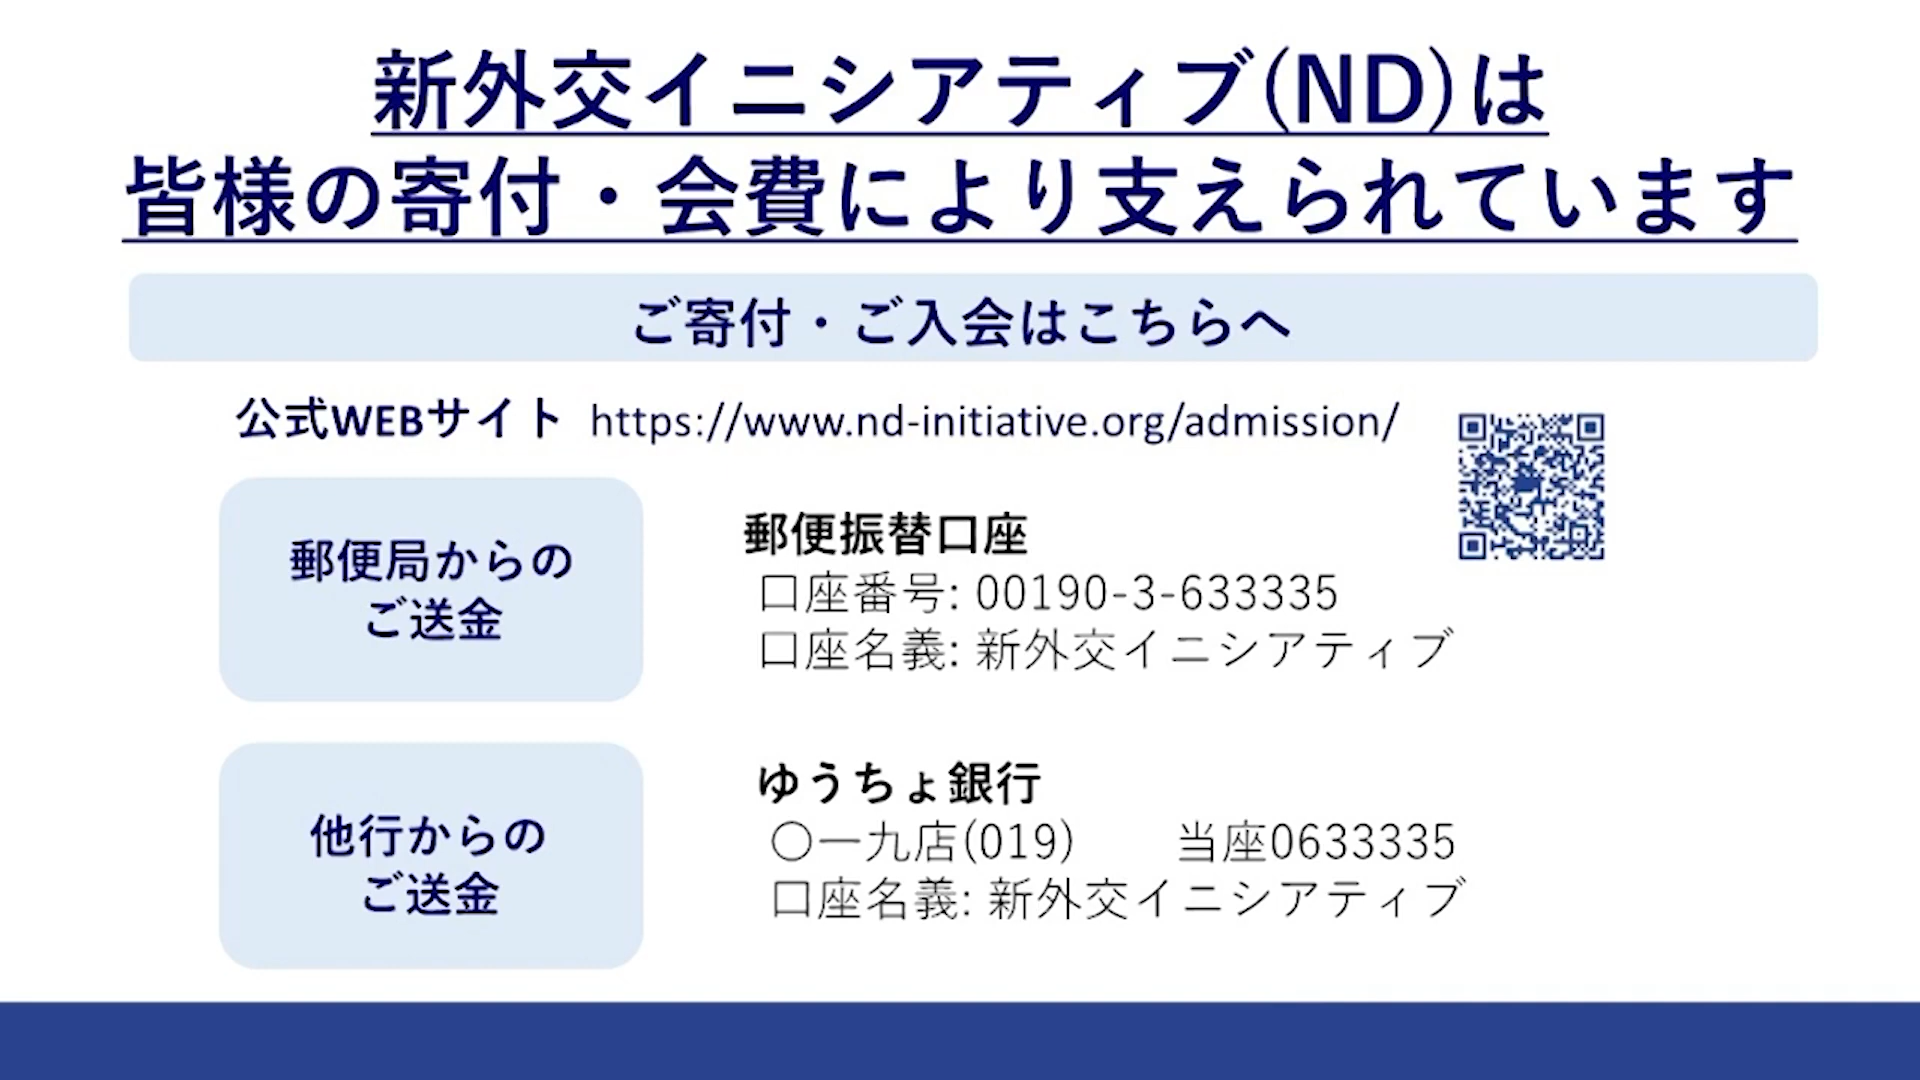 新外交イニシアティブ(ND)は
皆様の寄付・会費により支えられています
ご寄付・ご入会はこちらへ
公式WEBサイト https://www.nd-initiative.org/admission/
郵便局からの
ご送金
郵便振替口座
口座番号: 00190-3-633335
口座名義: 新外交イニシアティブ
他行からの
ご送金
ゆうちょ銀行
〇一九店(019) 当座0633335
口座名義: 新外交イニシアティブ